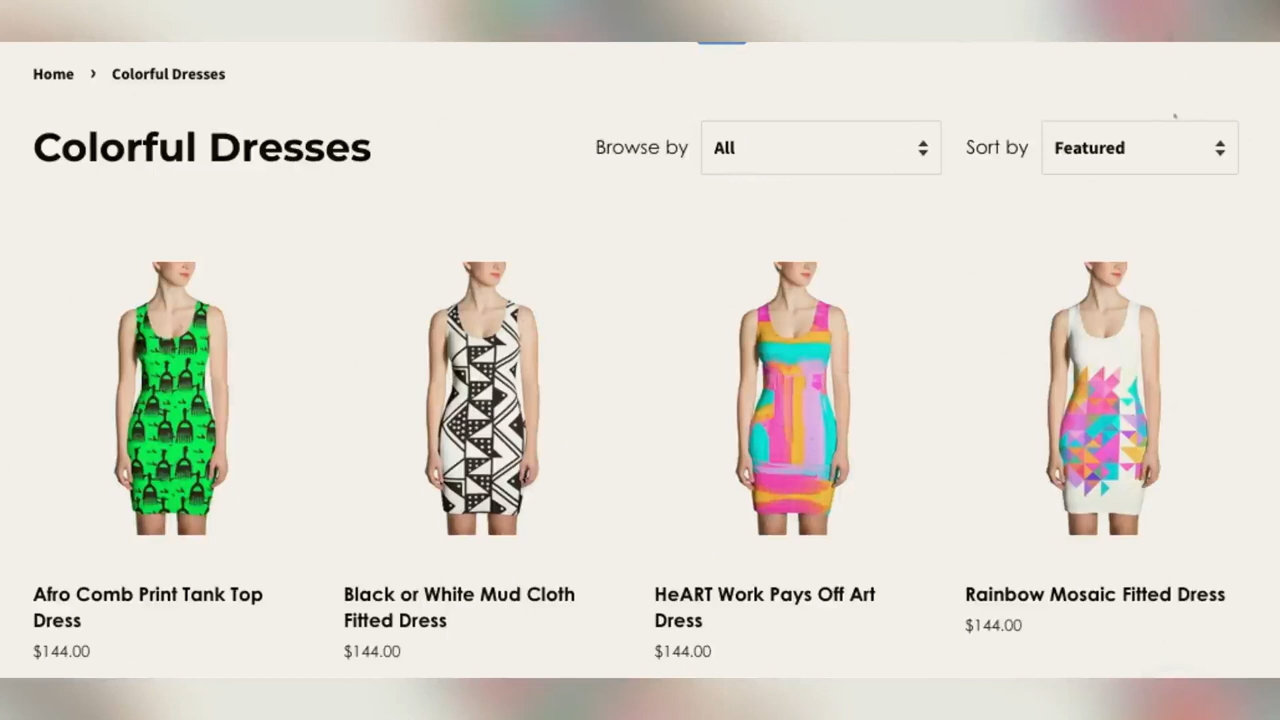 Home › Colorful Dresses
Colorful Dresses
Browse by
All
Sort by
Featured
Afro Comb Print Tank Top
Dress
$144.00
Black or White Mud Cloth
Fitted Dress
$144.00
HeART Work Pays Off Art
Dress
$144.00
Rainbow Mosaic Fitted Dress
$144.00